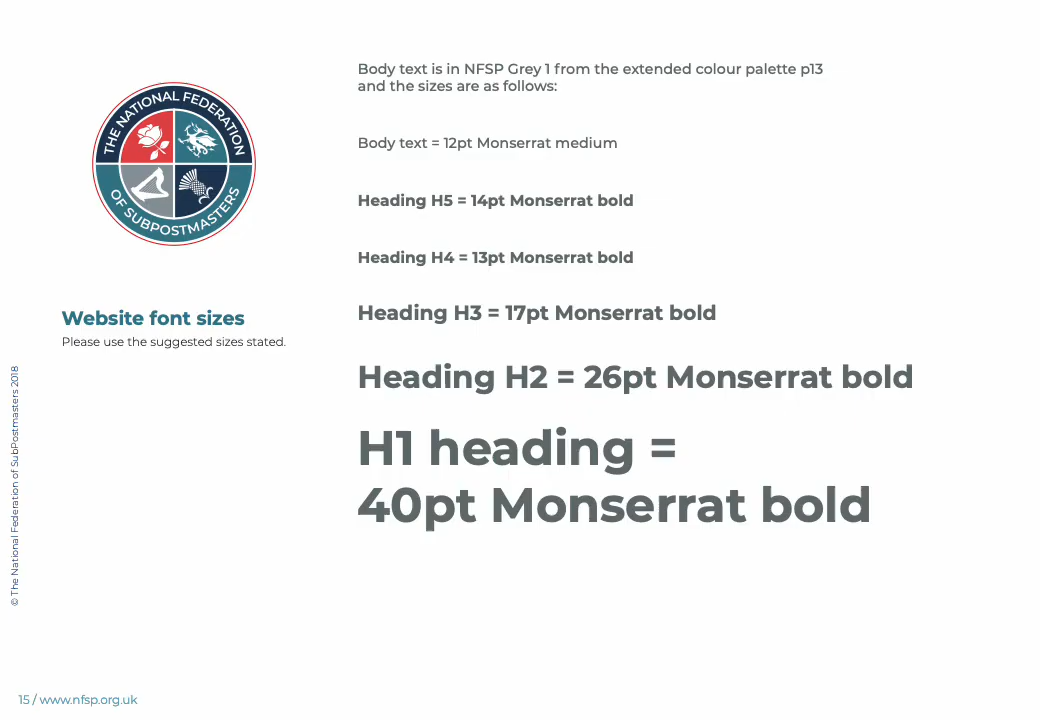 THE NATIONAL FEDERATION
OF SUBPOSTMASTERS
Website font sizes
Please use the suggested sizes stated.
Body text is in NFSP Grey 1 from the extended colour palette p13
and the sizes are as follows:
Body text = 12pt Monserrat medium
Heading H5 = 14pt Monserrat bold
Heading H4 = 13pt Monserrat bold
Heading H3 = 17pt Monserrat bold
Heading H2 = 26pt Monserrat bold
H1 heading =
40pt Monserrat bold
© The National Federation of SubPostmasters 2018
15 / www.nfsp.org.uk